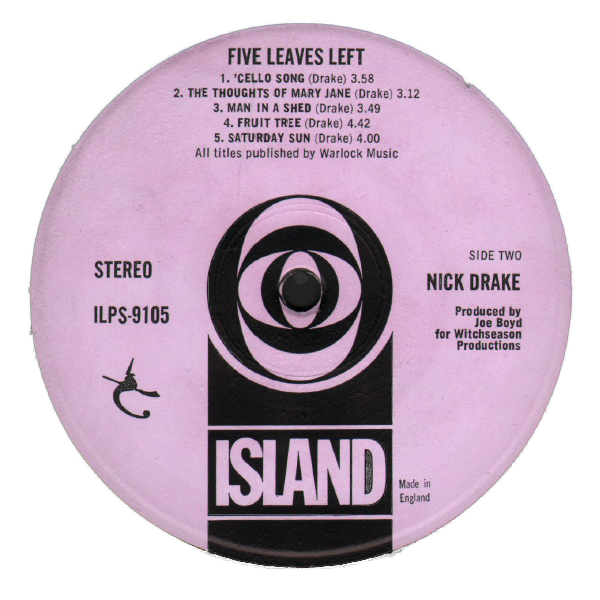 FIVE LEAVES LEFT
1. 'CELLO SONG (Drake) 3.58
2. THE THOUGHTS OF MARY JANE (Drake) 3.12
3. MAN IN A SHED (Drake) 3.49
4. FRUIT TREE (Drake) 4.42
5. SATURDAY SUN (Drake) 4.00
All titles published by Warlock Music
STEREO
ILPS-9105
SIDE TWO
NICK DRAKE
Produced by
Joe Boyd
for Witchseason
Productions
ISLAND
Made in
England